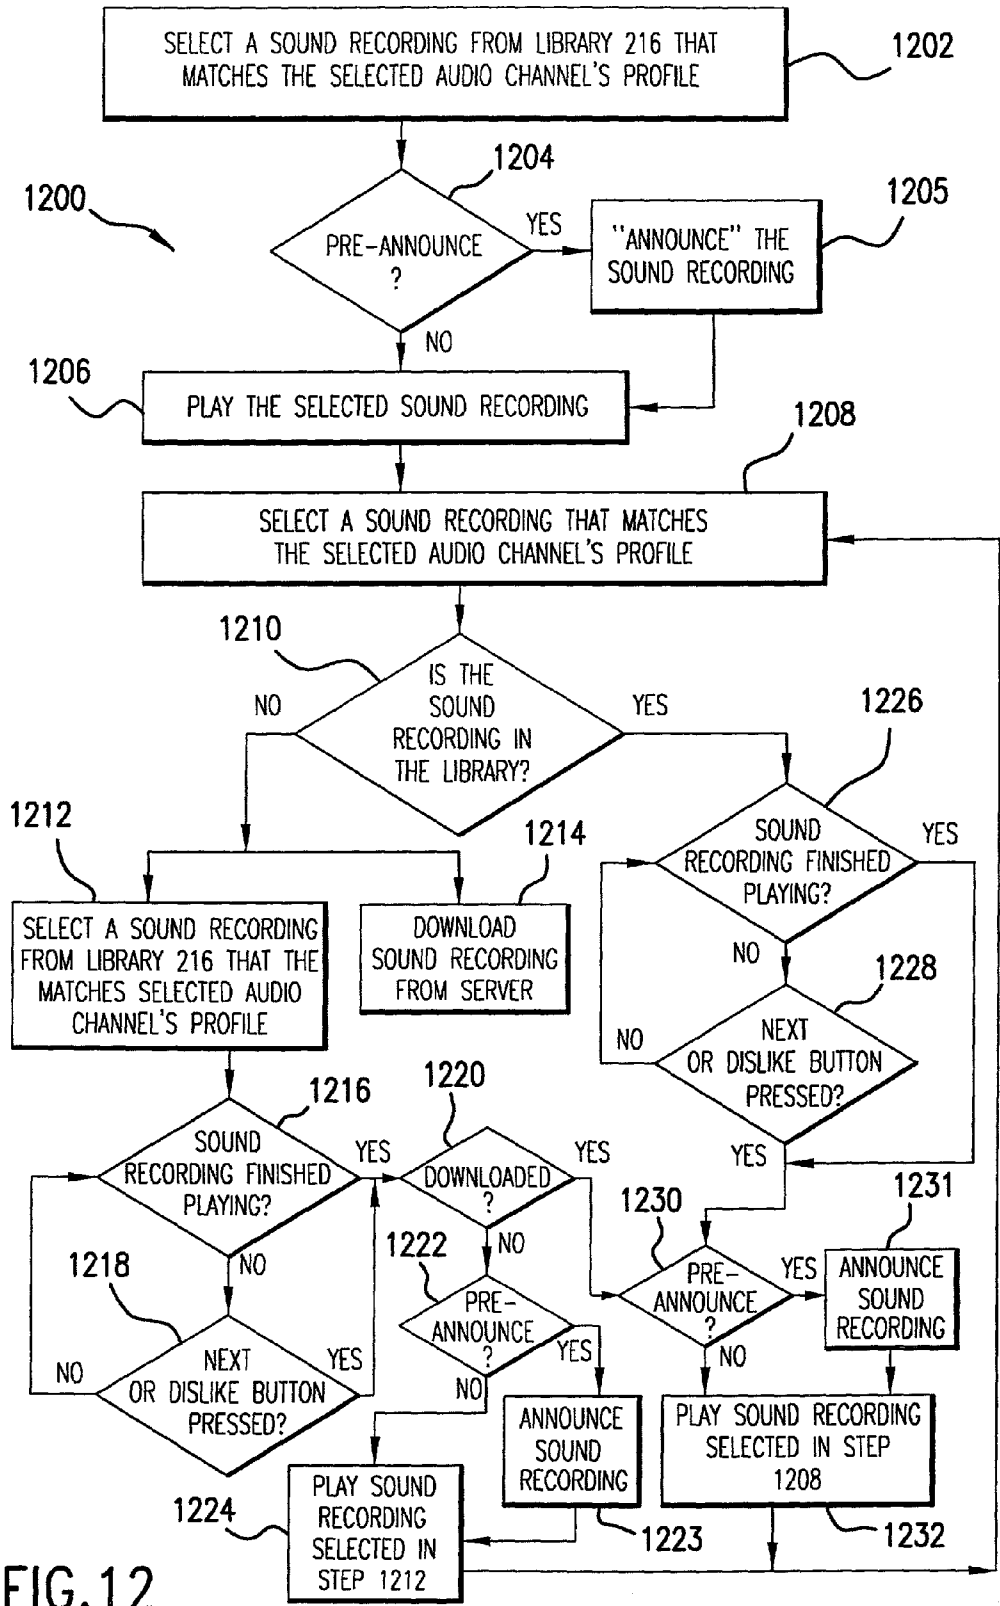 SELECT A SOUND RECORDING FROM LIBRARY 216 THAT
MATCHES THE SELECTED AUDIO CHANNEL'S PROFILE
1202
1200
1204
PRE-ANNOUNCE
?
YES
NO
1205
"ANNOUNCE" THE
SOUND RECORDING
1206
PLAY THE SELECTED SOUND RECORDING
1208
SELECT A SOUND RECORDING THAT MATCHES
THE SELECTED AUDIO CHANNEL'S PROFILE
1210
IS THE
SOUND
RECORDING IN
THE LIBRARY?
NO
YES
1212
SELECT A SOUND RECORDING
FROM LIBRARY 216 THAT THE
MATCHES SELECTED AUDIO
CHANNEL'S PROFILE
1214
DOWNLOAD
SOUND RECORDING
FROM SERVER
1226
SOUND
RECORDING FINISHED
PLAYING?
YES
NO
1228
NEXT
OR DISLIKE BUTTON
PRESSED?
NO
YES
1216
SOUND
RECORDING FINISHED
PLAYING?
YES
NO
1218
NEXT
OR DISLIKE BUTTON
PRESSED?
NO
YES
1220
DOWNLOADED
?
YES
NO
1222
PRE-
ANNOUNCE
?
YES
NO
1223
ANNOUNCE
SOUND
RECORDING
1224
PLAY SOUND
RECORDING
SELECTED IN
STEP 1212
1230
PRE-
ANNOUNCE
?
YES
NO
1231
ANNOUNCE
SOUND
RECORDING
PLAY SOUND RECORDING
SELECTED IN STEP
1208
1232
FIG.12